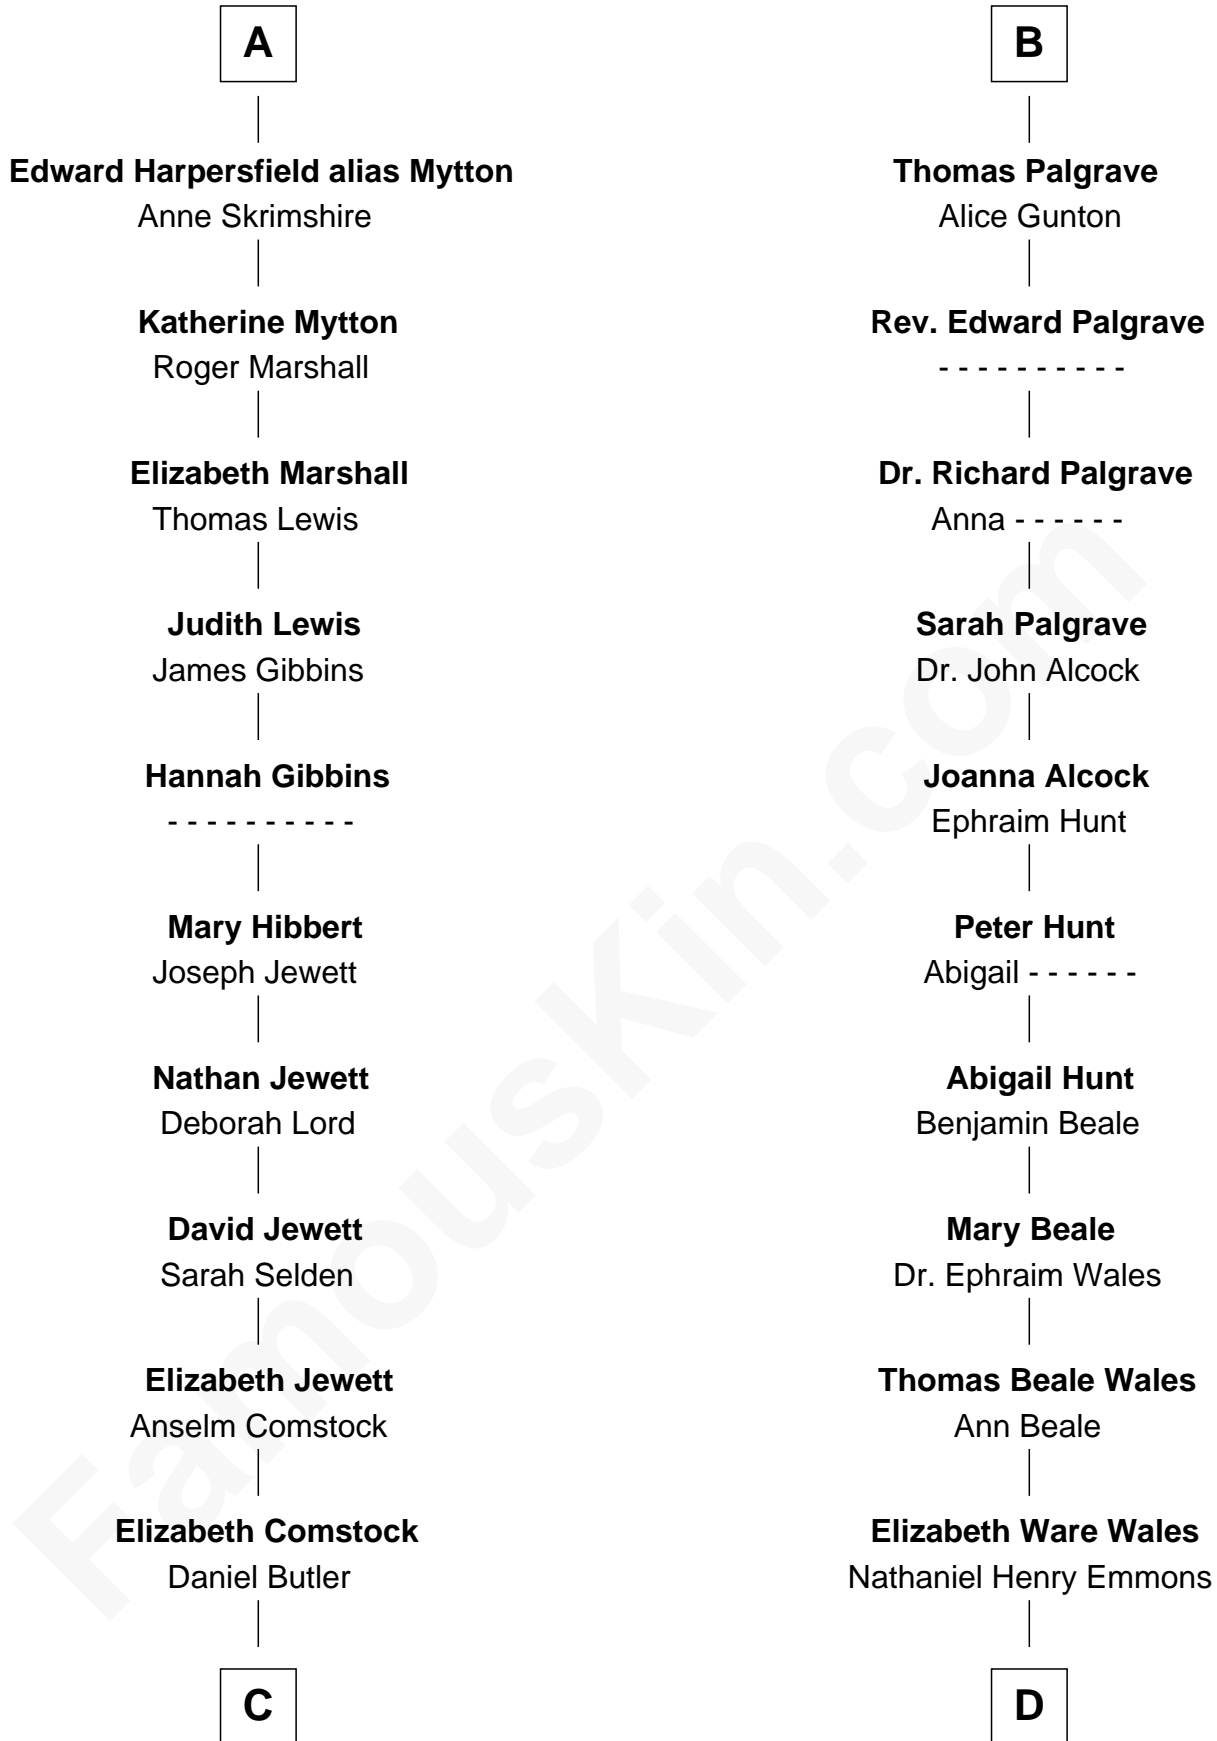 A
Edward Harpersfield alias Mytton
Anne Skrimshire
Katherine Mytton
Roger Marshall
Elizabeth Marshall
Thomas Lewis
Judith Lewis
James Gibbins
Hannah Gibbins
- - - - - - - - - -
Mary Hibbert
Joseph Jewett
Nathan Jewett
Deborah Lord
David Jewett
Sarah Selden
Elizabeth Jewett
Anselm Comstock
Elizabeth Comstock
Daniel Butler
C
B
Thomas Palgrave
Alice Gunton
Rev. Edward Palgrave
- - - - - - - - - -
Dr. Richard Palgrave
Anna - - - - - -
Sarah Palgrave
Dr. John Alcock
Joanna Alcock
Ephraim Hunt
Peter Hunt
Abigail - - - - - -
Abigail Hunt
Benjamin Beale
Mary Beale
Dr. Ephraim Wales
Thomas Beale Wales
Ann Beale
Elizabeth Ware Wales
Nathaniel Henry Emmons
D
FamousKin.com